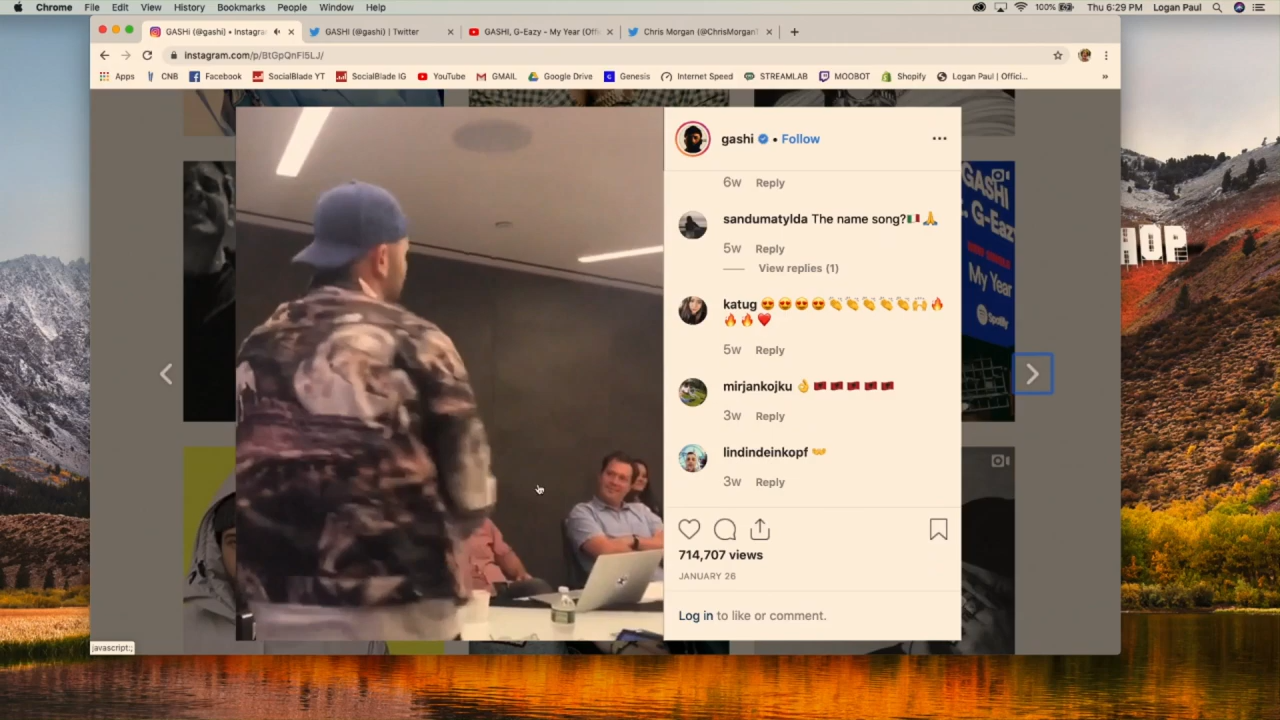 Chrome File Edit View History Bookmarks People Window Help
100% Thu 6:29 PM Logan Paul
GASHI (@gashi) • Instagra
GASHI (@gashi) | Twitter
GASHI, G-Eazy - My Year (Offi
Chris Morgan (@ChrisMorganT
instagram.com/p/BtGpQnFl5LJ/
Apps CNB Facebook SocialBlade YT SocialBlade IG YouTube GMAIL Google Drive Genesis Internet Speed STREAMLAB MOOBOT Shopify Logan Paul | Offici...
gashi • Follow
6w Reply
sandumatylda The name song?🇲🇽🙏
5w Reply
View replies (1)
katug 😍😍😍😍👏👏👏👏👏🙌🔥
🔥🔥❤️
5w Reply
mirjankojku 👌🇦🇱🇦🇱🇦🇱🇦🇱🇦🇱
3w Reply
lindindeinkopf 🤝
3w Reply
714,707 views
JANUARY 26
Log in to like or comment.
GASHI
G-Eazy
My Year
Spotify
javascript:;